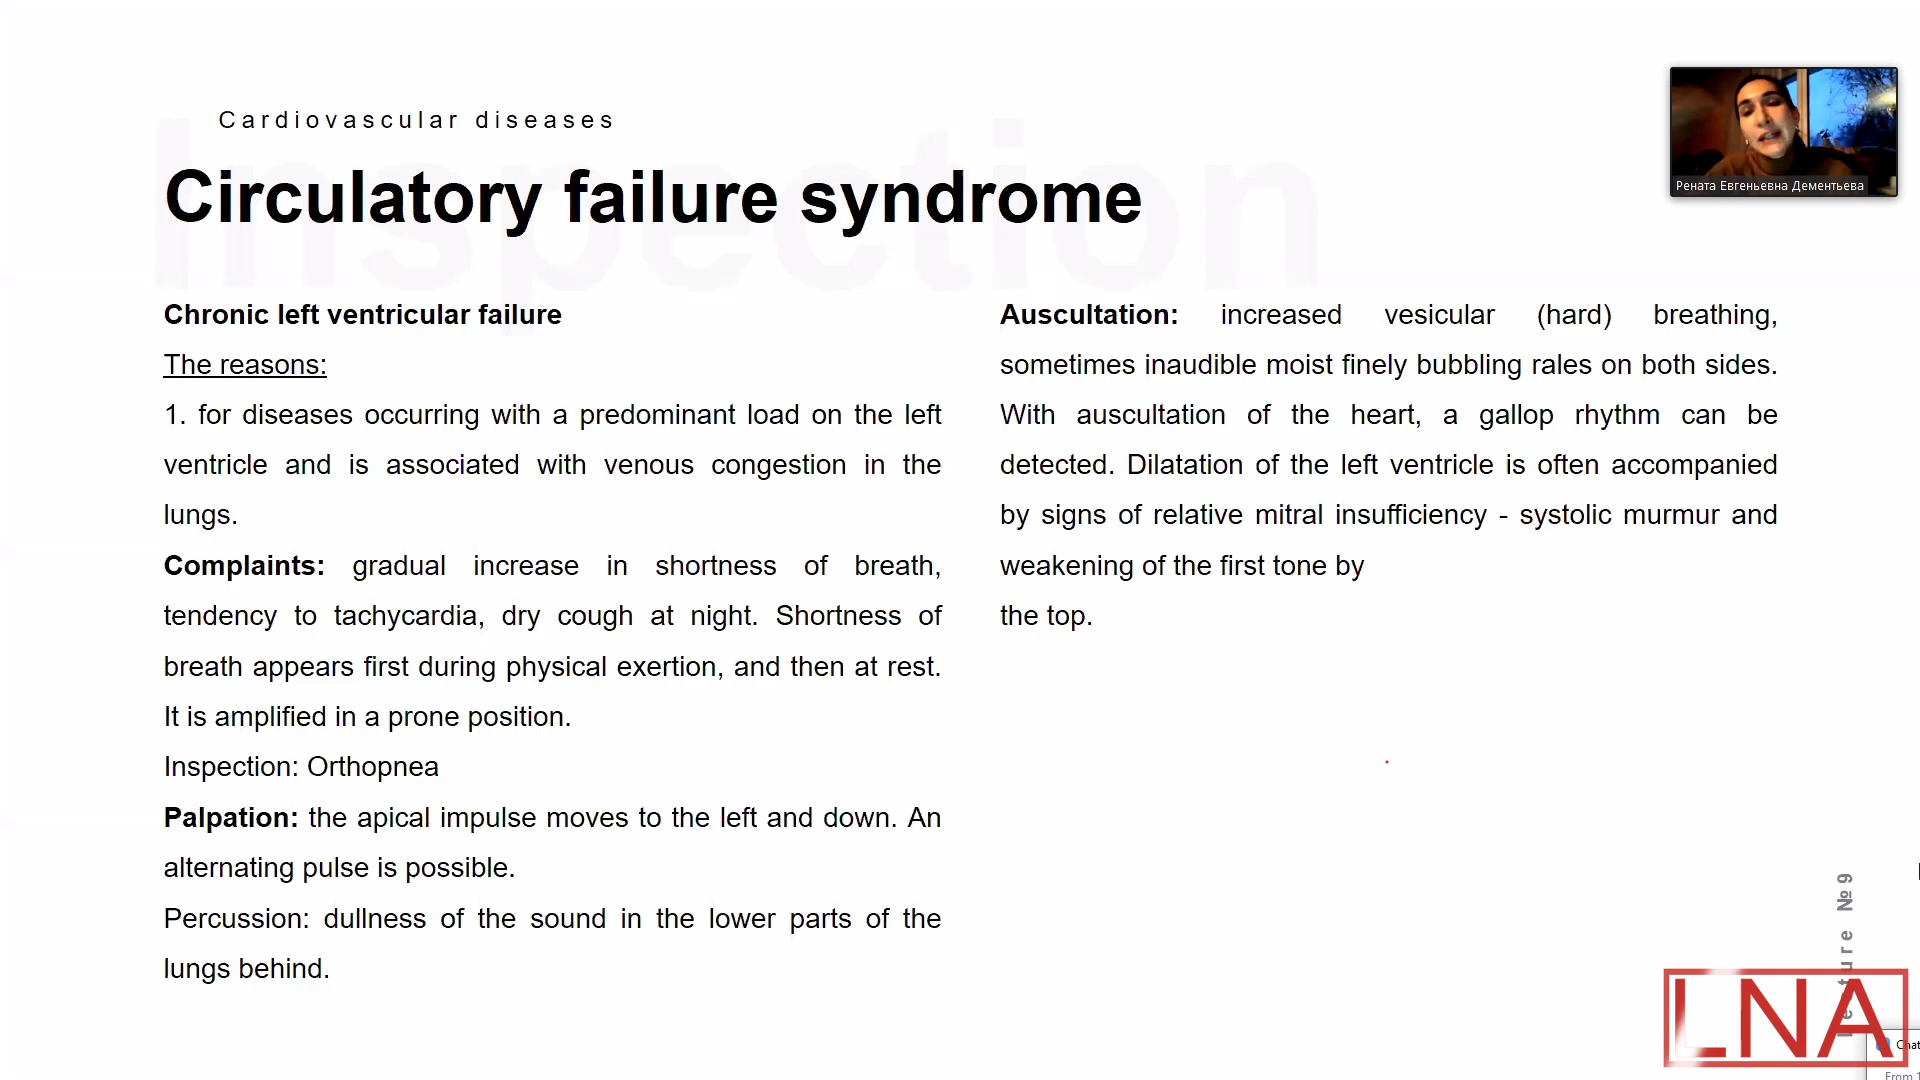 Cardiovascular diseases
Inspection
Circulatory failure syndrome
Рената Евгеньевна Дементьева
Chronic left ventricular failure
The reasons:
1. for diseases occurring with a predominant load on the left
ventricle and is associated with venous congestion in the
lungs.
Complaints: gradual increase in shortness of breath,
tendency to tachycardia, dry cough at night. Shortness of
breath appears first during physical exertion, and then at rest.
It is amplified in a prone position.
Inspection: Orthopnea
Palpation: the apical impulse moves to the left and down. An
alternating pulse is possible.
Percussion: dullness of the sound in the lower parts of the
lungs behind.
Auscultation: increased vesicular (hard) breathing,
sometimes inaudible moist finely bubbling rales on both sides.
With auscultation of the heart, a gallop rhythm can be
detected. Dilatation of the left ventricle is often accompanied
by signs of relative mitral insufficiency - systolic murmur and
weakening of the first tone by
the top.
Lecture №9
LNA
Chat
From 1